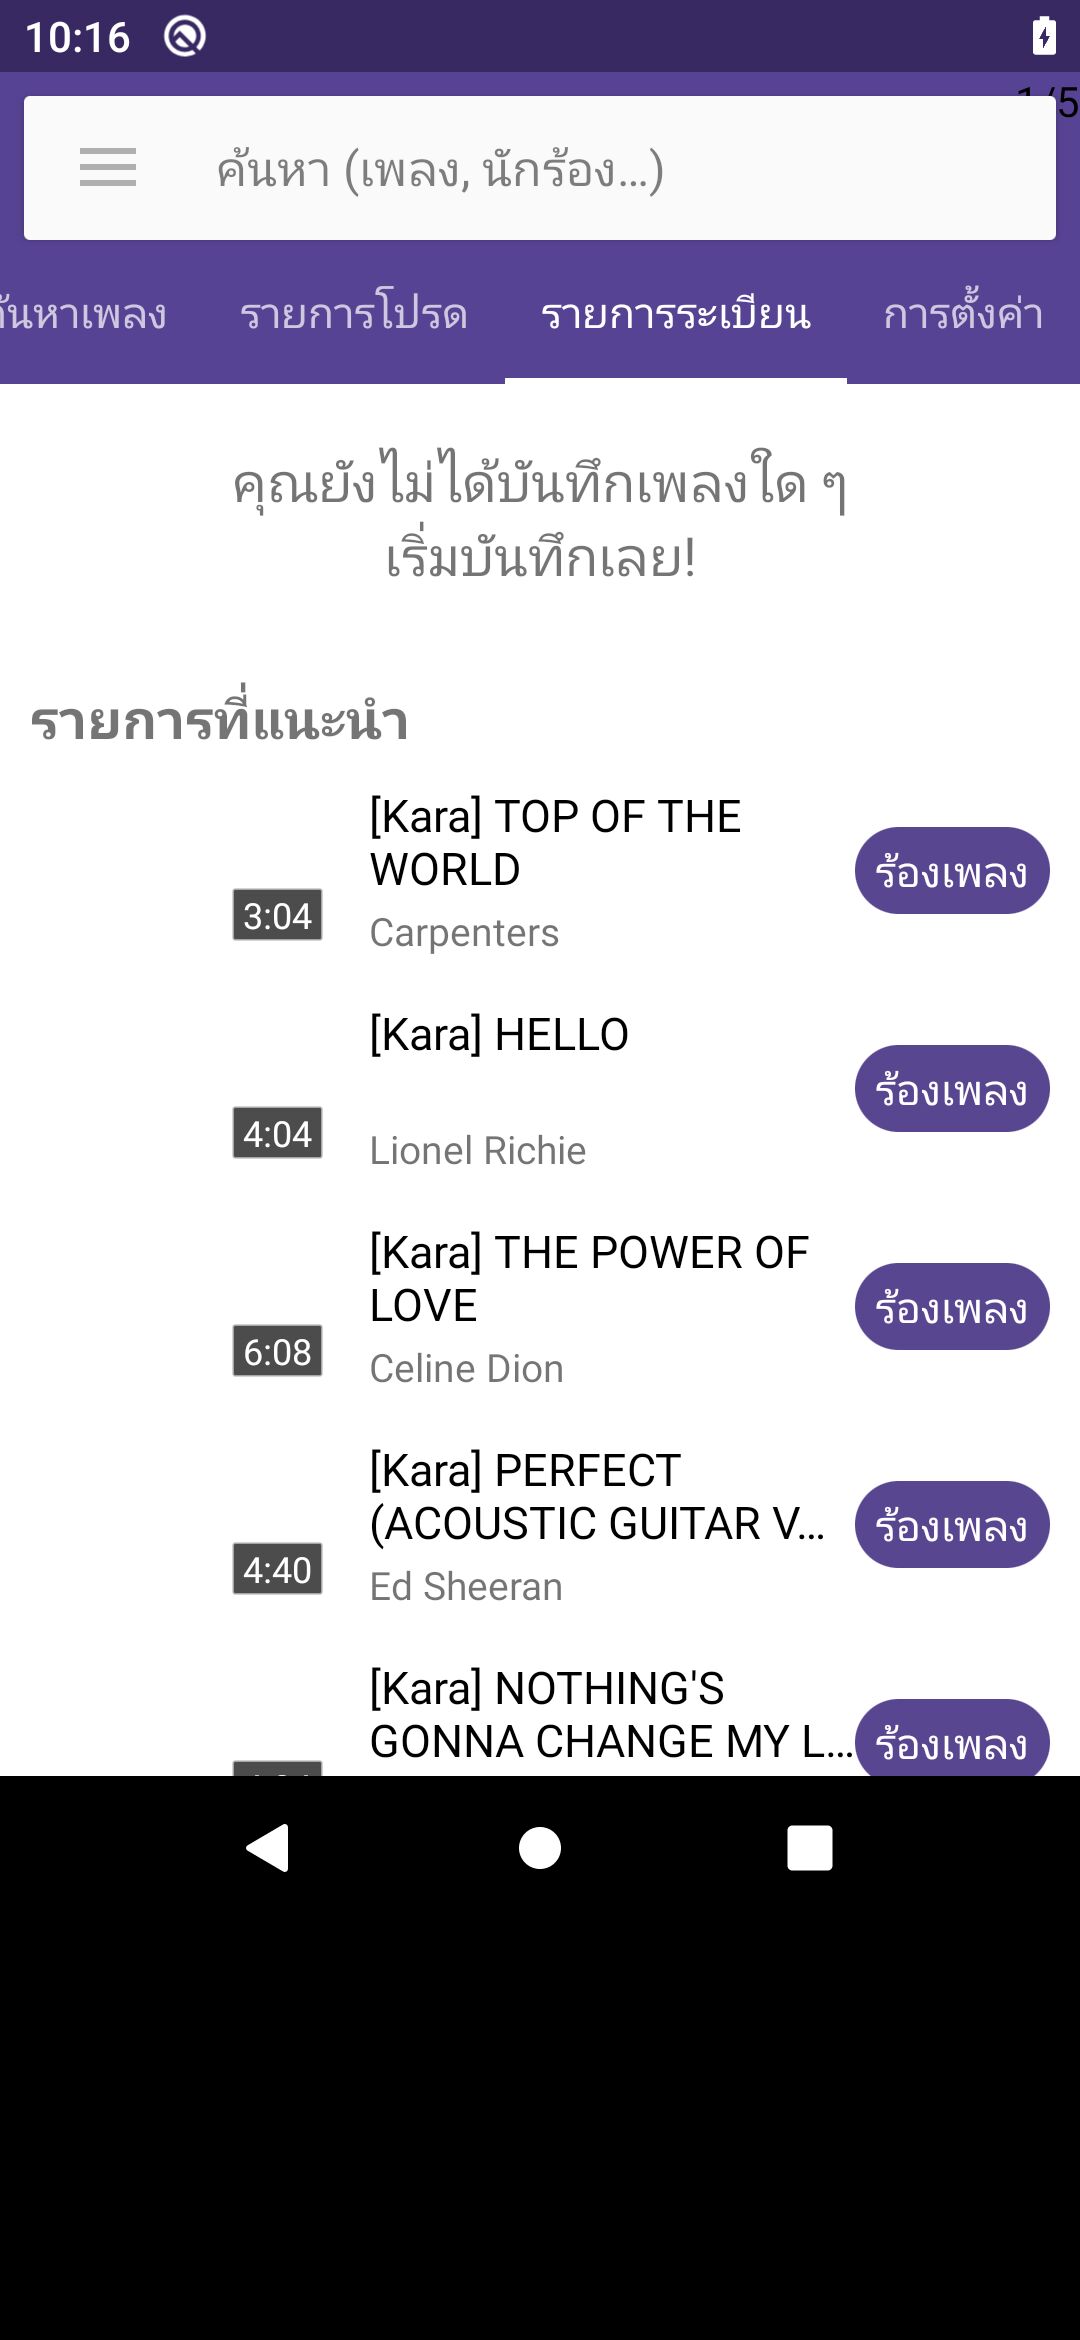 10:16
1/5
ค้นหา (เพลง, นักร้อง...)
ค้นหาเพลง
รายการโปรด
รายการระเบียน
การตั้งค่า
คุณยังไม่ได้บันทึกเพลงใด ๆ
เริ่มบันทึกเลย!
รายการที่แนะนำ
[Kara] TOP OF THE
WORLD
ร้องเพลง
3:04
Carpenters
[Kara] HELLO
ร้องเพลง
4:04
Lionel Richie
[Kara] THE POWER OF
LOVE
ร้องเพลง
6:08
Celine Dion
[Kara] PERFECT
(ACOUSTIC GUITAR V...
ร้องเพลง
4:40
Ed Sheeran
[Kara] NOTHING'S
GONNA CHANGE MY L...
ร้องเพลง